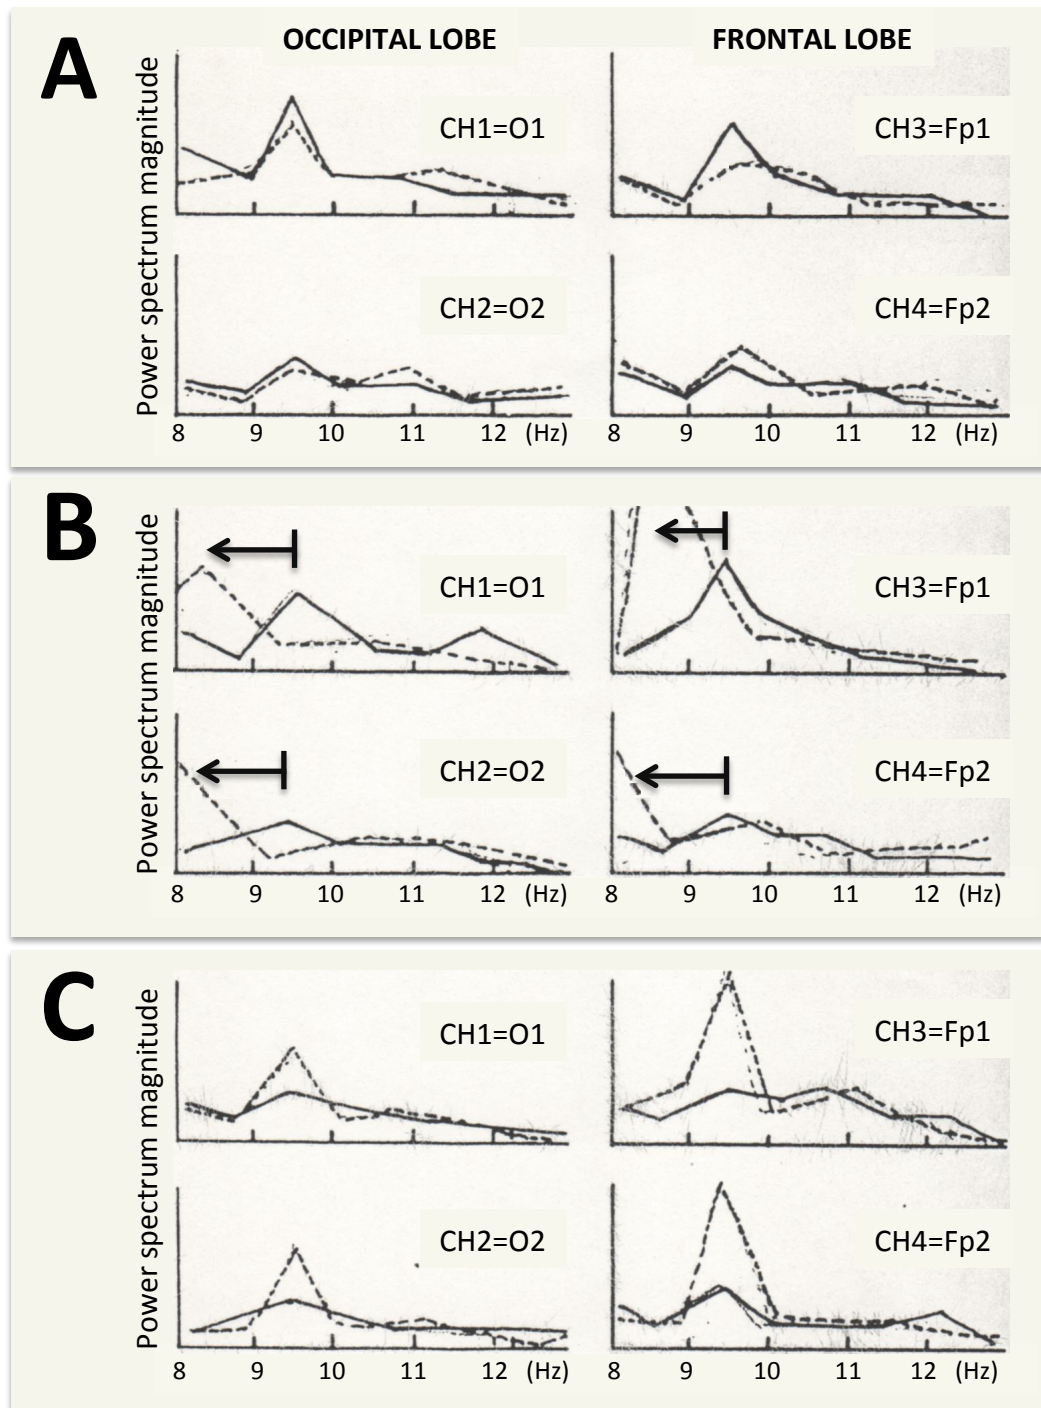 A
OCCIPITAL LOBE FRONTAL LOBE
Power spectrum magnitude
CH1=O1 CH3=Fp1
CH2=O2 CH4=Fp2
8 9 10 11 12 (Hz) 8 9 10 11 12 (Hz)
B
Power spectrum magnitude
CH1=O1 CH3=Fp1
CH2=O2 CH4=Fp2
8 9 10 11 12 (Hz) 8 9 10 11 12 (Hz)
C
Power spectrum magnitude
CH1=O1 CH3=Fp1
CH2=O2 CH4=Fp2
8 9 10 11 12 (Hz) 8 9 10 11 12 (Hz)